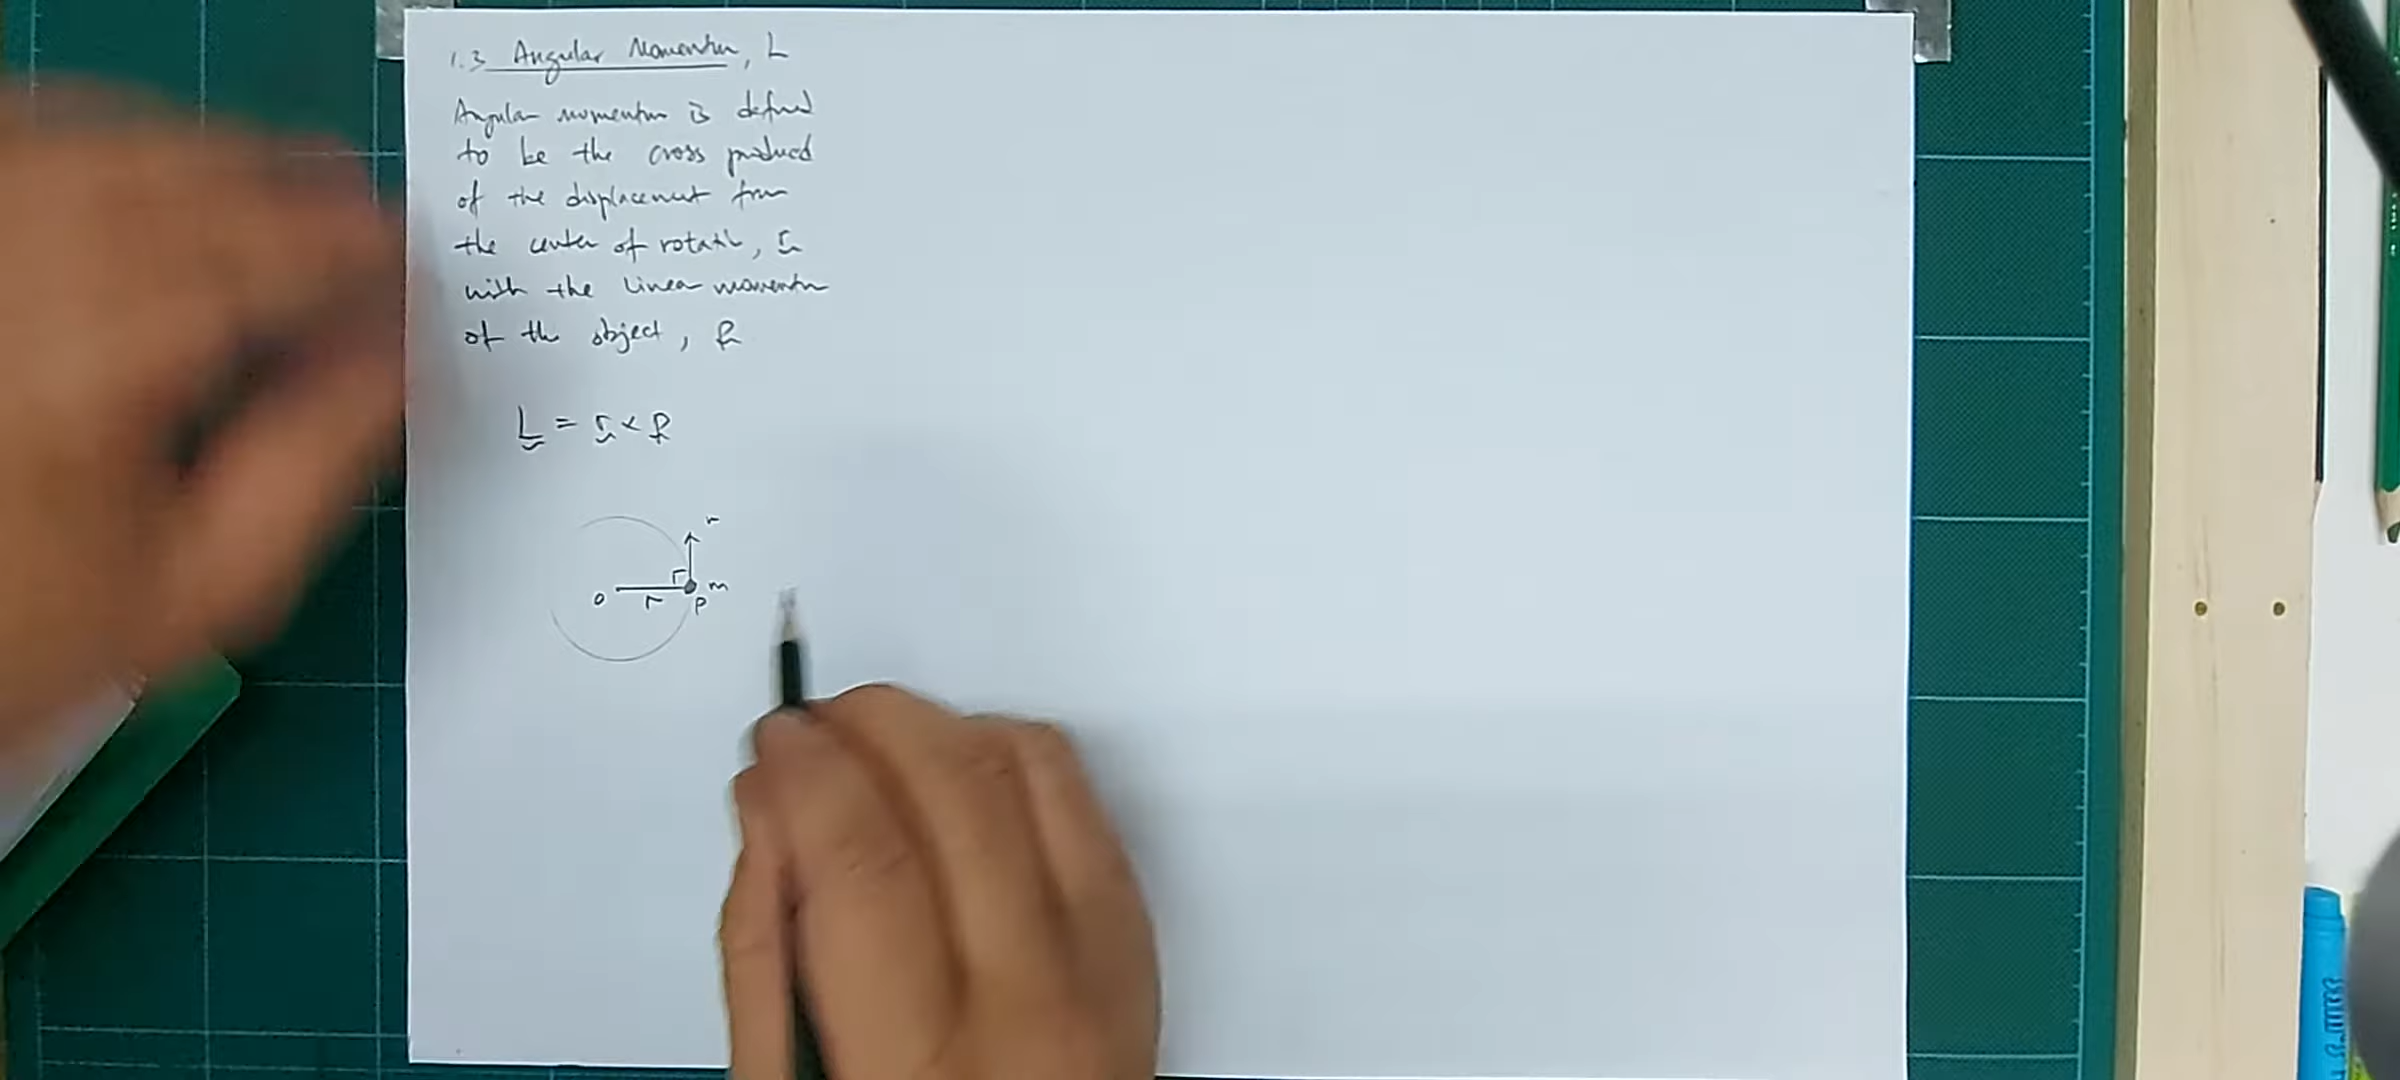 1.3 Angular Momentum, L
Angular momentum is defined
to be the cross produced
of the displacement from
the center of rotation, r
with the linear momentum
of the object, p
L = r × p
v
m
O
r
P